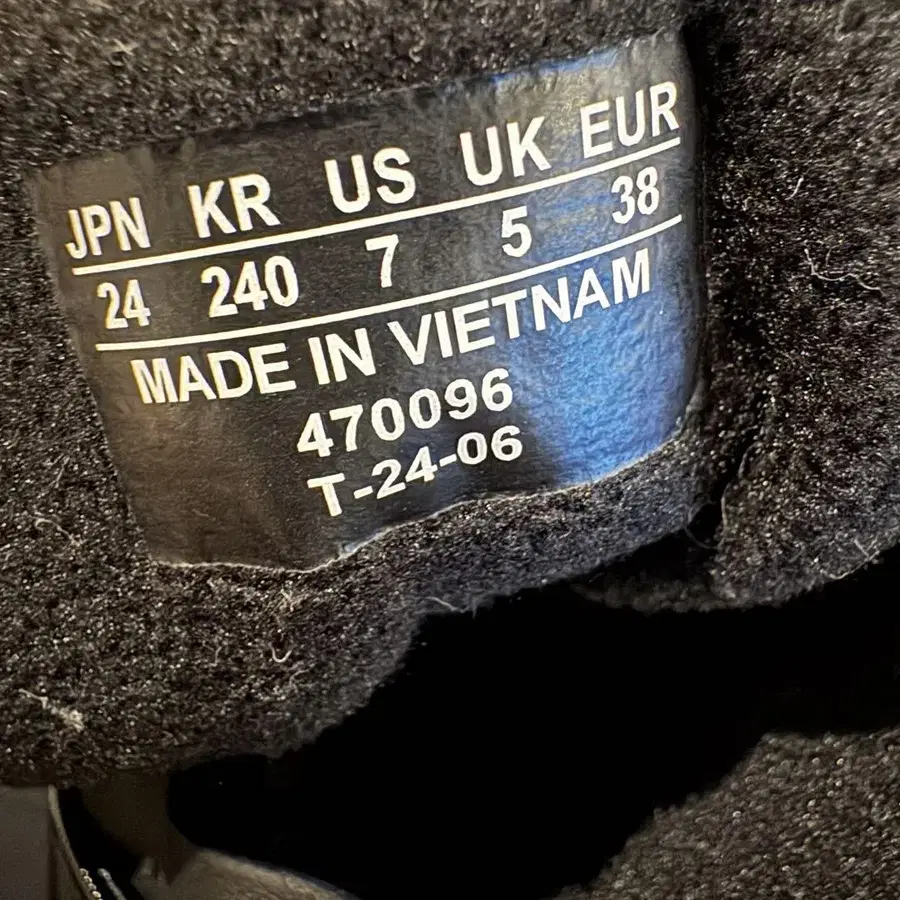 JPN KR US UK EUR
24 240 7 5 38
MADE IN VIETNAM
470096
T-24-06